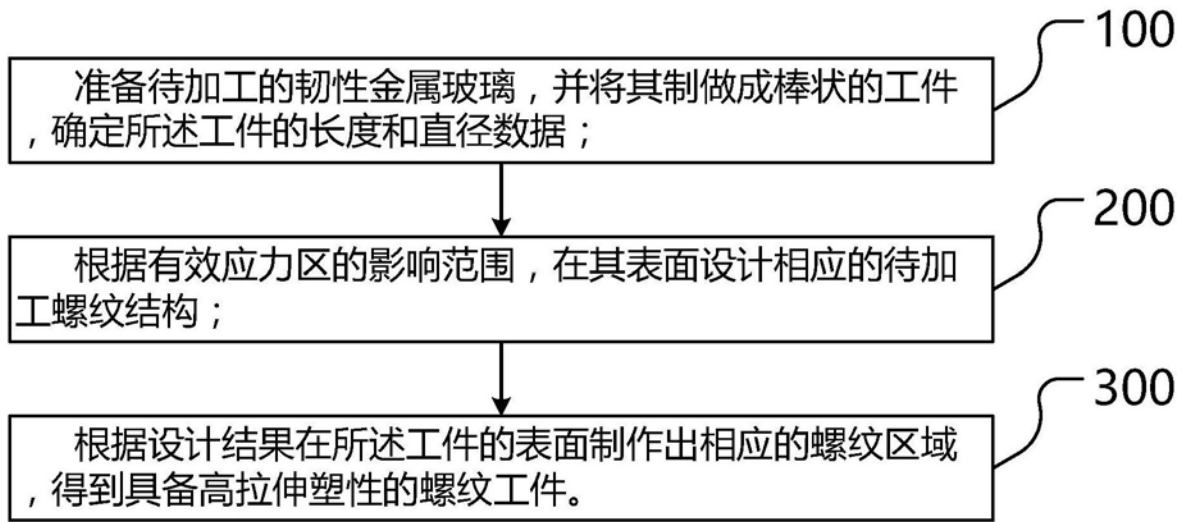 100
准备待加工的韧性金属玻璃，并将其制做成棒状的工件
，确定所述工件的长度和直径数据；
200
根据有效应力区的影响范围，在其表面设计相应的待加
工螺纹结构；
300
根据设计结果在所述工件的表面制作出相应的螺纹区域
，得到具备高拉伸塑性的螺纹工件。